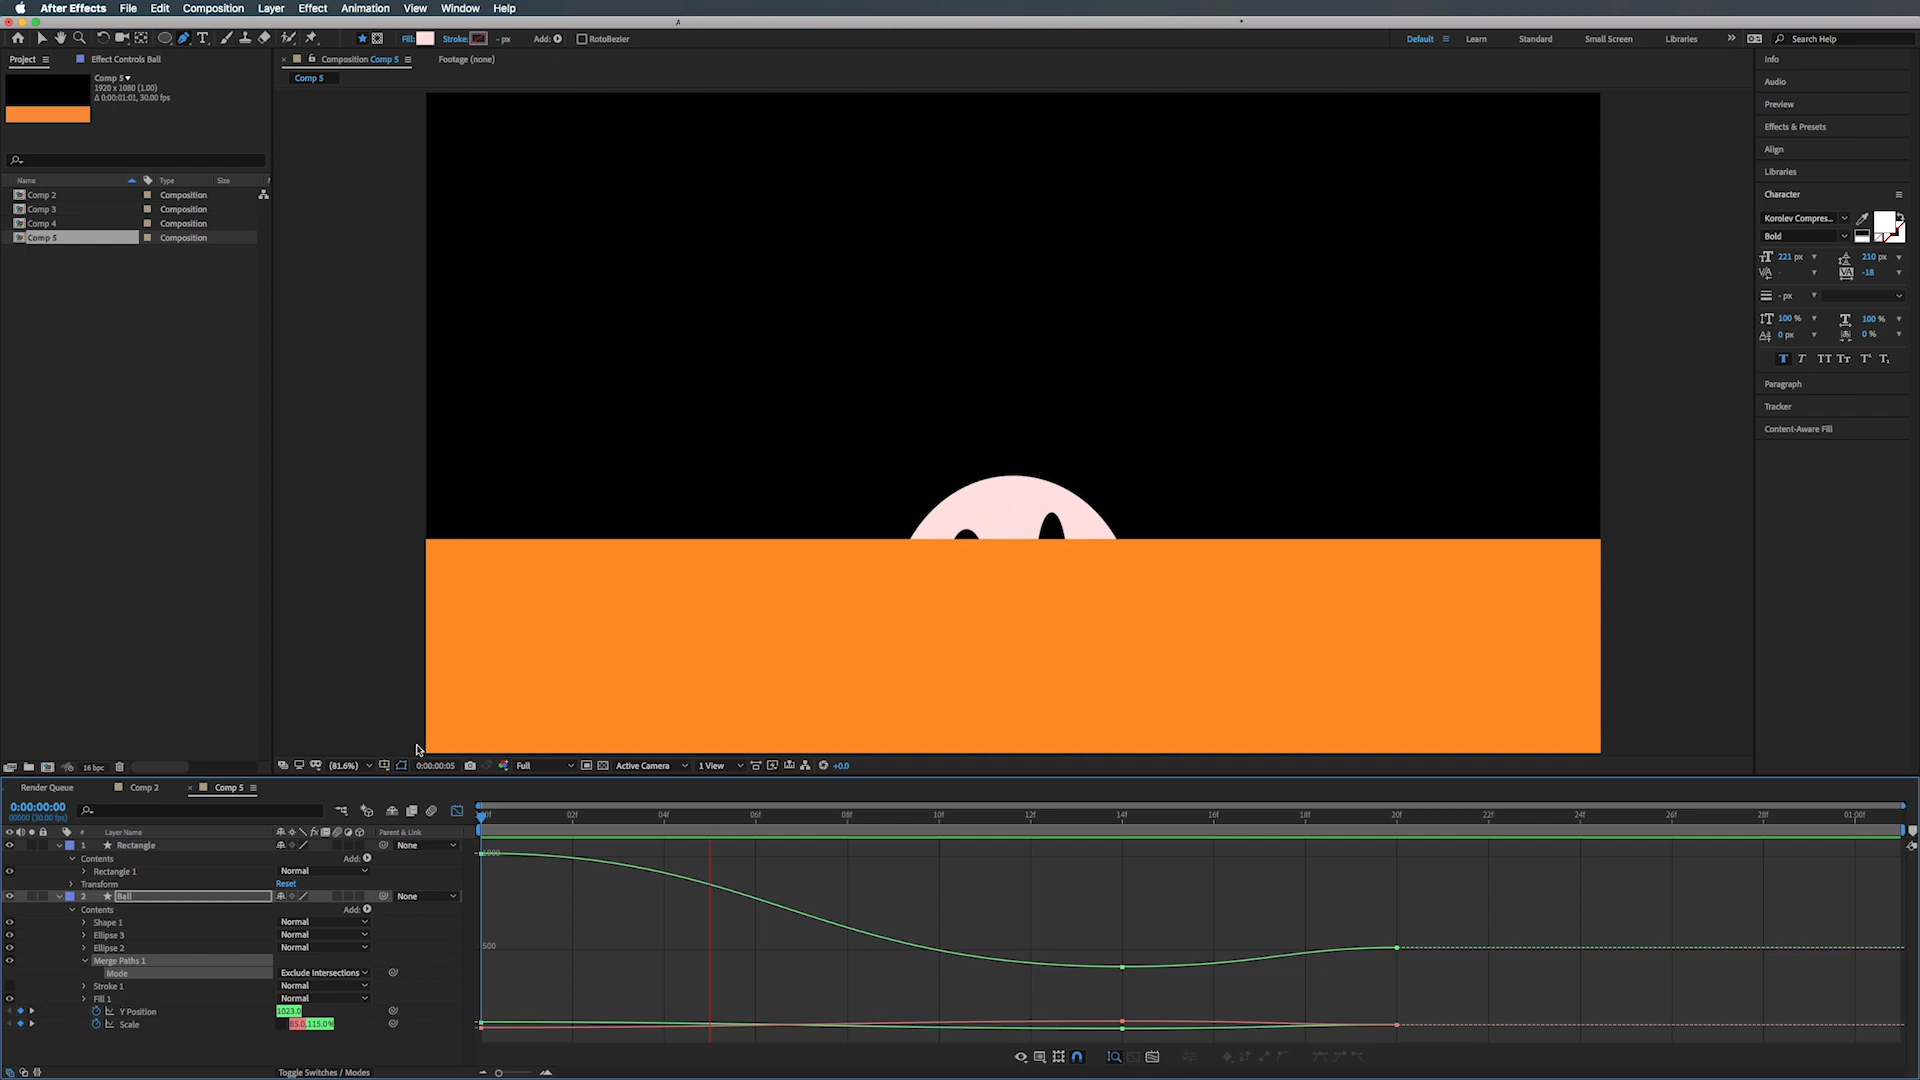 After Effects File Edit Composition Layer Effect Animation View Window Help
Fill: Stroke: - px Add: RotoBezier Default Learn Standard Small Screen Libraries Search Help
Project Effect Controls Ball Composition Comp 5 Footage (none) Info
Comp 5 Comp 5
1920 x 1080 (1.00)
Δ 0:00:01:01, 30.00 fps
Audio
Preview
Effects & Presets
Align
Libraries
Character
Name Type Size
Comp 2 Composition
Comp 3 Composition
Comp 4 Composition
Comp 5 Composition
Korolev Compres...
Bold
221 px 210 px
-18
- px
100 % 100 %
0 px 0 %
Paragraph
Tracker
Content-Aware Fill
16 bpc (81.6%) 0:00:00:05 Full Active Camera 1 View +0.0
Render Queue Comp 2 Comp 5
0:00:00:00
00000 (30.00 fps)
02f 04f 06f 08f 10f 12f 14f 16f 18f 20f 22f 24f 26f 28f 01:00f
# Layer Name Parent & Link
1 Rectangle None
Contents Add:
Rectangle 1 Normal
Transform Reset
2 Ball None
Contents Add:
Shape 1 Normal
Ellipse 3 Normal
Ellipse 2 Normal
Merge Paths 1
Mode Exclude Intersections
Stroke 1 Normal
Fill 1 Normal
Y Position 1023.0
Scale 85.0,115.0%
1000
500
Toggle Switches / Modes